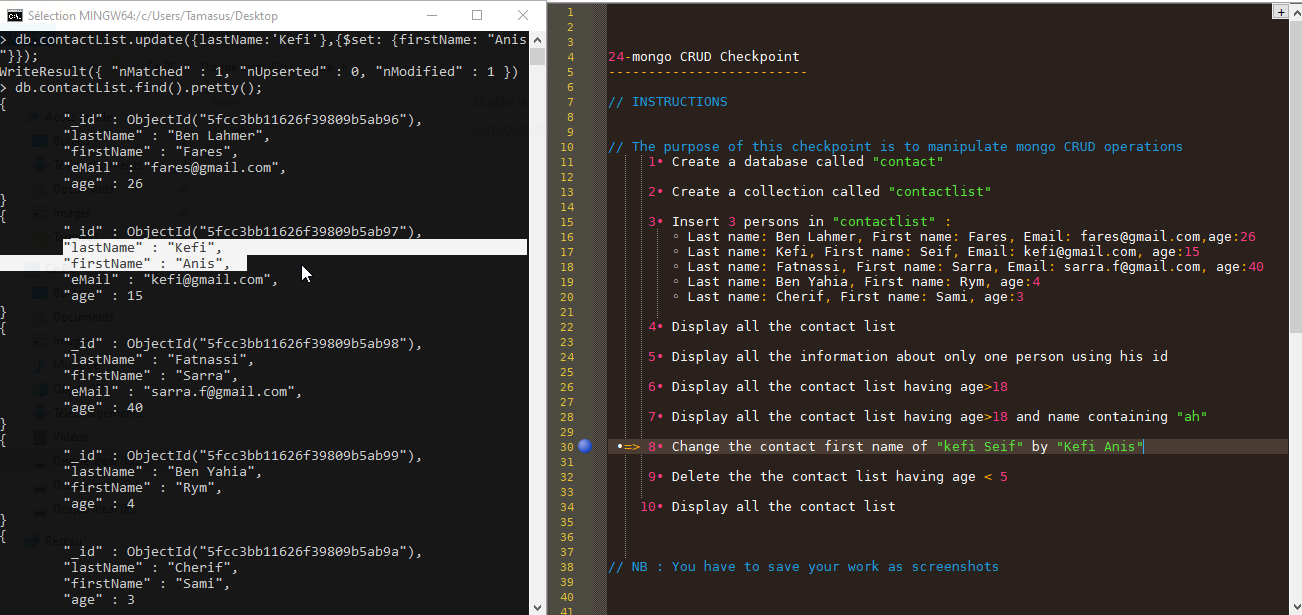 Sélection MINGW64:/c/Users/Tamasus/Desktop
> db.contactList.update({lastName:'Kefi'},{$set: {firstName: "Anis
"}});
WriteResult({ "nMatched" : 1, "nUpserted" : 0, "nModified" : 1 })
> db.contactList.find().pretty();
{
"_id" : ObjectId("5fcc3bb11626f39809b5ab96"),
"lastName" : "Ben Lahmer",
"firstName" : "Fares",
"eMail" : "fares@gmail.com",
"age" : 26
}
{
"_id" : ObjectId("5fcc3bb11626f39809b5ab97"),
"lastName" : "Kefi",
"firstName" : "Anis",
"eMail" : "kefi@gmail.com",
"age" : 15
}
{
"_id" : ObjectId("5fcc3bb11626f39809b5ab98"),
"lastName" : "Fatnassi",
"firstName" : "Sarra",
"eMail" : "sarra.f@gmail.com",
"age" : 40
}
{
"_id" : ObjectId("5fcc3bb11626f39809b5ab99"),
"lastName" : "Ben Yahia",
"firstName" : "Rym",
"age" : 4
}
{
"_id" : ObjectId("5fcc3bb11626f39809b5ab9a"),
"lastName" : "Cherif",
"firstName" : "Sami",
"age" : 3
1
2
3
4 24-mongo CRUD Checkpoint
5 -------------------------
6
7 // INSTRUCTIONS
8
9
10 // The purpose of this checkpoint is to manipulate mongo CRUD operations
11 1• Create a database called "contact"
12
13 2• Create a collection called "contactlist"
14
15 3• Insert 3 persons in "contactlist" :
16 ◦ Last name: Ben Lahmer, First name: Fares, Email: fares@gmail.com,age:26
17 ◦ Last name: Kefi, First name: Seif, Email: kefi@gmail.com, age:15
18 ◦ Last name: Fatnassi, First name: Sarra, Email: sarra.f@gmail.com, age:40
19 ◦ Last name: Ben Yahia, First name: Rym, age:4
20 ◦ Last name: Cherif, First name: Sami, age:3
21
22 4• Display all the contact list
23
24 5• Display all the information about only one person using his id
25
26 6• Display all the contact list having age>18
27
28 7• Display all the contact list having age>18 and name containing "ah"
29
30 •=> 8• Change the contact first name of "kefi Seif" by "Kefi Anis"
31
32 9• Delete the the contact list having age < 5
33
34 10• Display all the contact list
35
36
37
38 // NB : You have to save your work as screenshots
39
40
41